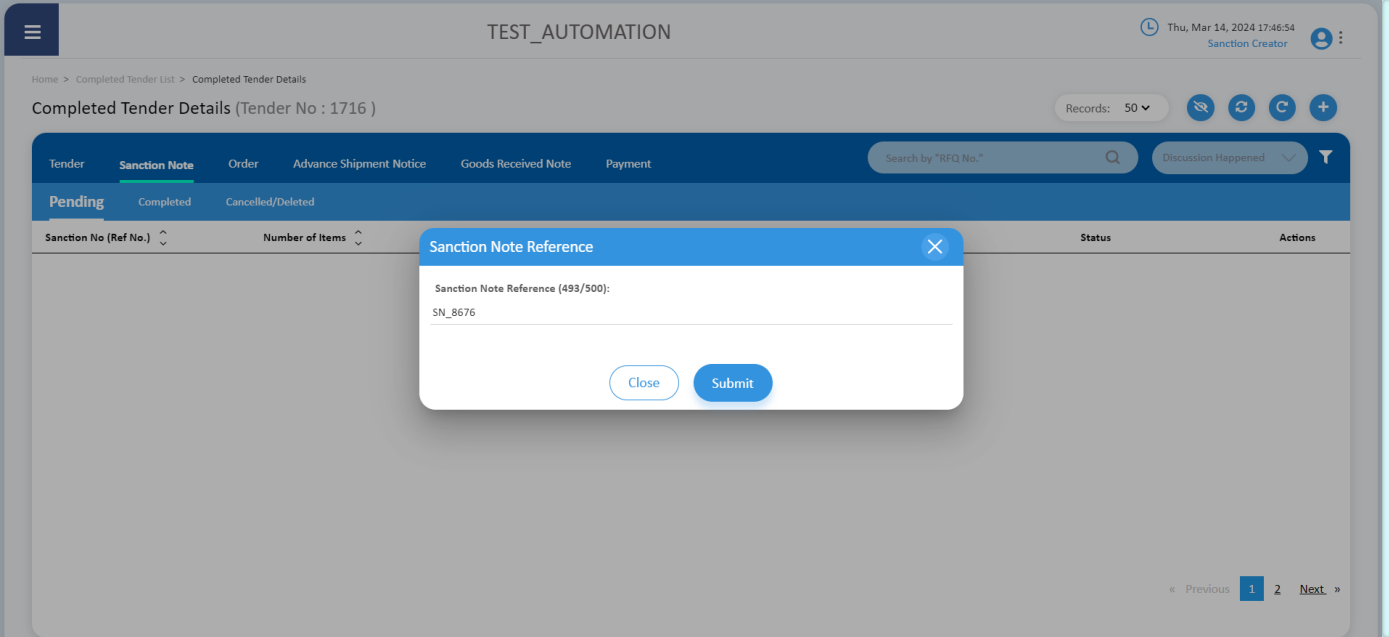 TEST_AUTOMATION
Thu, Mar 14, 2024 17:46:54
Sanction Creator
Home > Completed Tender List > Completed Tender Details
Completed Tender Details (Tender No : 1716 )
Records: 50
Tender Sanction Note Order Advance Shipment Notice Goods Received Note Payment
Search by "RFQ No." Discussion Happened
Pending Completed Cancelled/Deleted
Sanction No (Ref No.) Number of Items Status Actions
Sanction Note Reference
Sanction Note Reference (493/500):
SN_8676
Close Submit
« Previous 1 2 Next »